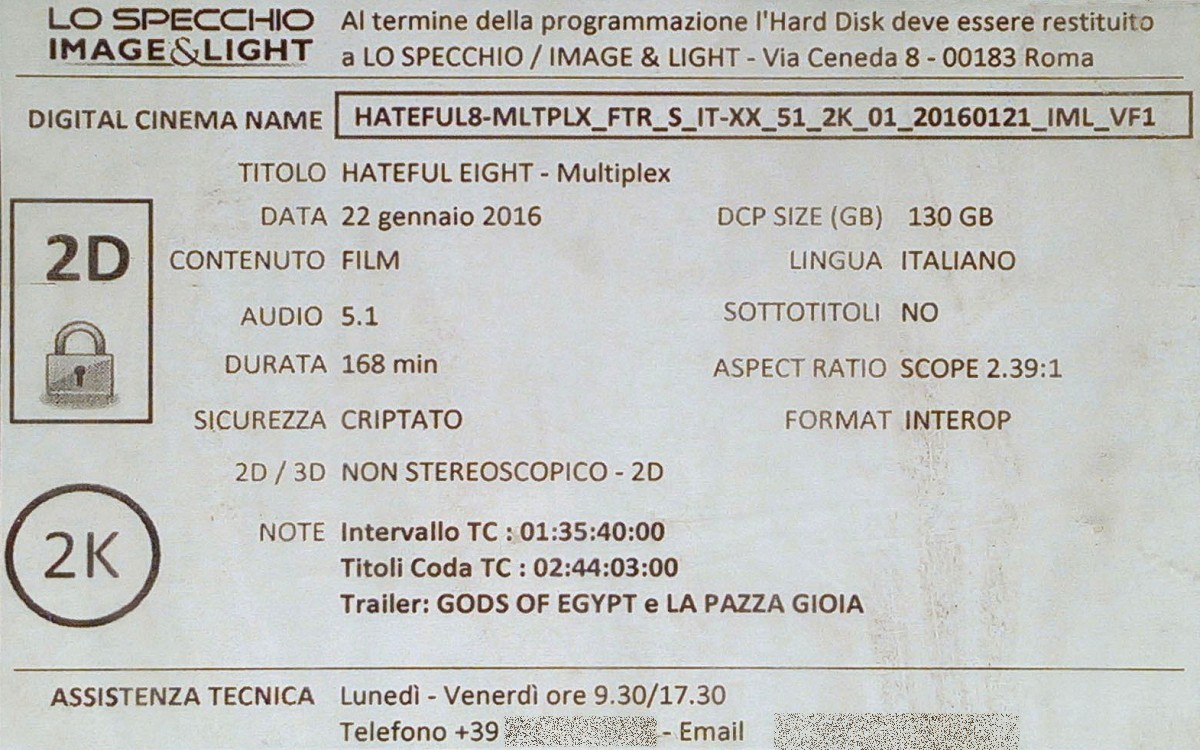 LO SPECCHIO
IMAGE&LIGHT
Al termine della programmazione l'Hard Disk deve essere restituito
a LO SPECCHIO / IMAGE & LIGHT - Via Ceneda 8 - 00183 Roma
DIGITAL CINEMA NAME HATEFUL8-MLTPLX_FTR_S_IT-XX_51_2K_01_20160121_IML_VF1
TITOLO HATEFUL EIGHT - Multiplex
DATA 22 gennaio 2016 DCP SIZE (GB) 130 GB
2D
CONTENUTO FILM LINGUA ITALIANO
AUDIO 5.1 SOTTOTITOLI NO
DURATA 168 min ASPECT RATIO SCOPE 2.39:1
SICUREZZA CRIPTATO FORMAT INTEROP
2D / 3D NON STEREOSCOPICO - 2D
2K
NOTE Intervallo TC : 01:35:40:00
Titoli Coda TC : 02:44:03:00
Trailer: GODS OF EGYPT e LA PAZZA GIOIA
ASSISTENZA TECNICA Lunedì - Venerdì ore 9.30/17.30
Telefono +39 - Email